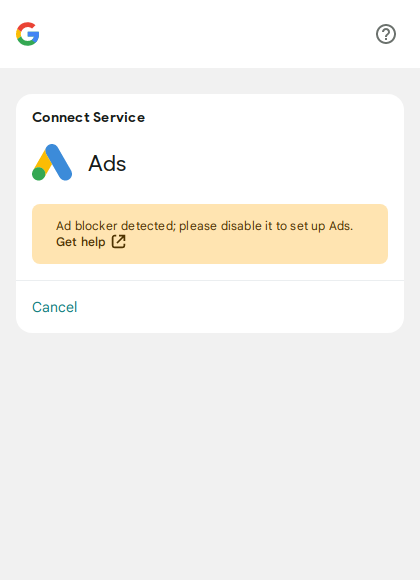 Connect Service
Ads
Ad blocker detected; please disable it to set up Ads.
Get help
Cancel